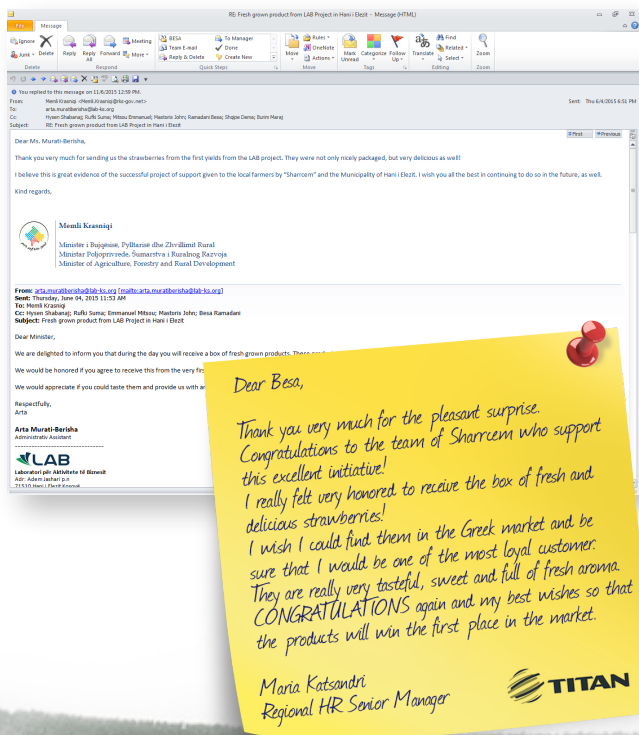 RE: Fresh grown product from LAB Project in Hani i Elezit - Message (HTML)
File Message
Ignore
Junk
Delete
Reply
Reply All
Forward
Meeting
More
BESA
Team E-mail
Reply & Delete
To Manager
Done
Create New
Move
Rules
OneNote
Actions
Mark Unread
Categorize
Follow Up
Translate
Find
Related
Select
Zoom
Delete Respond Quick Steps Move Tags Editing Zoom
You replied to this message on 11/6/2015 12:59 PM.
From: Memli Krasniqi <Memli.Krasniqi@rks-gov.net> Sent: Thu 6/4/2015 6:51 PM
To: arta.muratiberisha@lab-ks.org
Cc: Hysen Shabanaj; Rufki Suma; Mitsou Emmanuel; Mastoris John; Ramadani Besa; Shqipe Dema; Burim Meraj
Subject: RE: Fresh grown product from LAB Project in Hani i Elezit
First Previous
Dear Ms. Murati-Berisha,
Thank you very much for sending us the strawberries from the first yields from the LAB project. They were not only nicely packaged, but very delicious as well!
I believe this is great evidence of the successful project of support given to the local farmers by "Sharrcem" and the Municipality of Hani i Elezit. I wish you all the best in continuing to do so in the future, as well.
Kind regards,
Memli Krasniqi
Ministër i Bujqësisë, Pylltarisë dhe Zhvillimit Rural
Ministar Poljoprivrede, Šumarstva i Ruralnog Razvoja
Minister of Agriculture, Forestry and Rural Development
From: arta.muratiberisha@lab-ks.org [mailto:arta.muratiberisha@lab-ks.org]
Sent: Thursday, June 04, 2015 11:53 AM
To: Memli Krasniqi
Cc: Hysen Shabanaj; Rufki Suma; Emmanuel Mitsou; Mastoris John; Besa Ramadani
Subject: Fresh grown product from LAB Project in Hani i Elezit
Dear Minister,
We are delighted to inform you that during the day you will receive a box of fresh grown products. These
We would be honored if you agree to receive this from the very firs
We would appreciate if you could taste them and provide us with a
Respectfully,
Arta
Arta Murati-Berisha
Administrativ Assistant
LAB
Laboratori për Aktivitete të Biznesit
Adr: Adem Jashari p.n
71510 Hani i Elezit Kosovë
Dear Besa,
Thank you very much for the pleasant surprise.
Congratulations to the team of Sharrcem who support
this excellent initiative!
I really felt very honored to receive the box of fresh and
delicious strawberries!
I wish I could find them in the Greek market and be
sure that I would be one of the most loyal customer.
They are really very tasteful, sweet and full of fresh aroma.
CONGRATULATIONS again and my best wishes so that
the products will win the first place in the market.
Maria Katsandri
Regional HR Senior Manager
TITAN